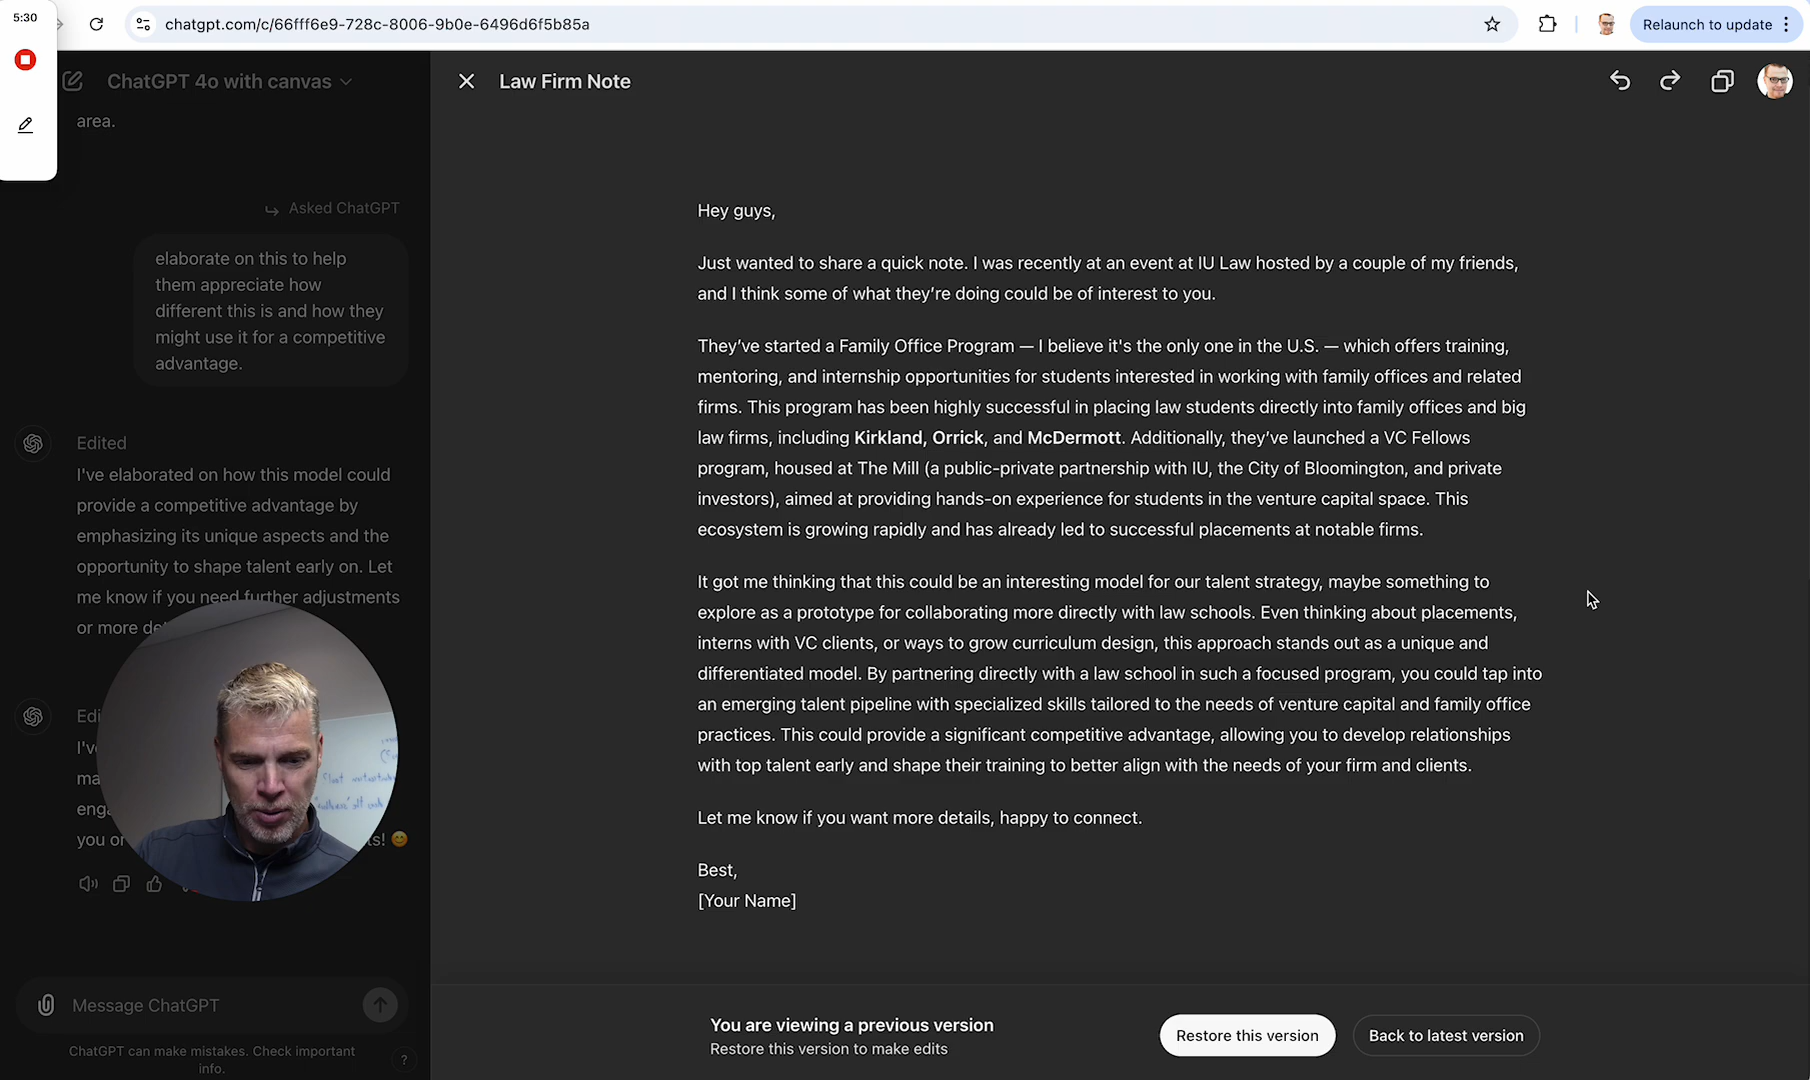 5:30
chatgpt.com/c/66fff6e9-728c-8006-9b0e-6496d6f5b85a
Relaunch to update
ChatGPT 4o with canvas
area.
Asked ChatGPT
elaborate on this to help
them appreciate how
different this is and how they
might use it for a competitive
advantage.
Edited
I've elaborated on how this model could
provide a competitive advantage by
emphasizing its unique aspects and the
opportunity to shape talent early on. Let
me know if you need further adjustments
or more
you or
😊
Message ChatGPT
ChatGPT can make mistakes. Check important
info.
?
Law Firm Note
Hey guys,
Just wanted to share a quick note. I was recently at an event at IU Law hosted by a couple of my friends,
and I think some of what they’re doing could be of interest to you.
They’ve started a Family Office Program — I believe it's the only one in the U.S. — which offers training,
mentoring, and internship opportunities for students interested in working with family offices and related
firms. This program has been highly successful in placing law students directly into family offices and big
law firms, including Kirkland, Orrick, and McDermott. Additionally, they’ve launched a VC Fellows
program, housed at The Mill (a public-private partnership with IU, the City of Bloomington, and private
investors), aimed at providing hands-on experience for students in the venture capital space. This
ecosystem is growing rapidly and has already led to successful placements at notable firms.
It got me thinking that this could be an interesting model for our talent strategy, maybe something to
explore as a prototype for collaborating more directly with law schools. Even thinking about placements,
interns with VC clients, or ways to grow curriculum design, this approach stands out as a unique and
differentiated model. By partnering directly with a law school in such a focused program, you could tap into
an emerging talent pipeline with specialized skills tailored to the needs of venture capital and family office
practices. This could provide a significant competitive advantage, allowing you to develop relationships
with top talent early and shape their training to better align with the needs of your firm and clients.
Let me know if you want more details, happy to connect.
Best,
[Your Name]
You are viewing a previous version
Restore this version to make edits
Restore this version
Back to latest version